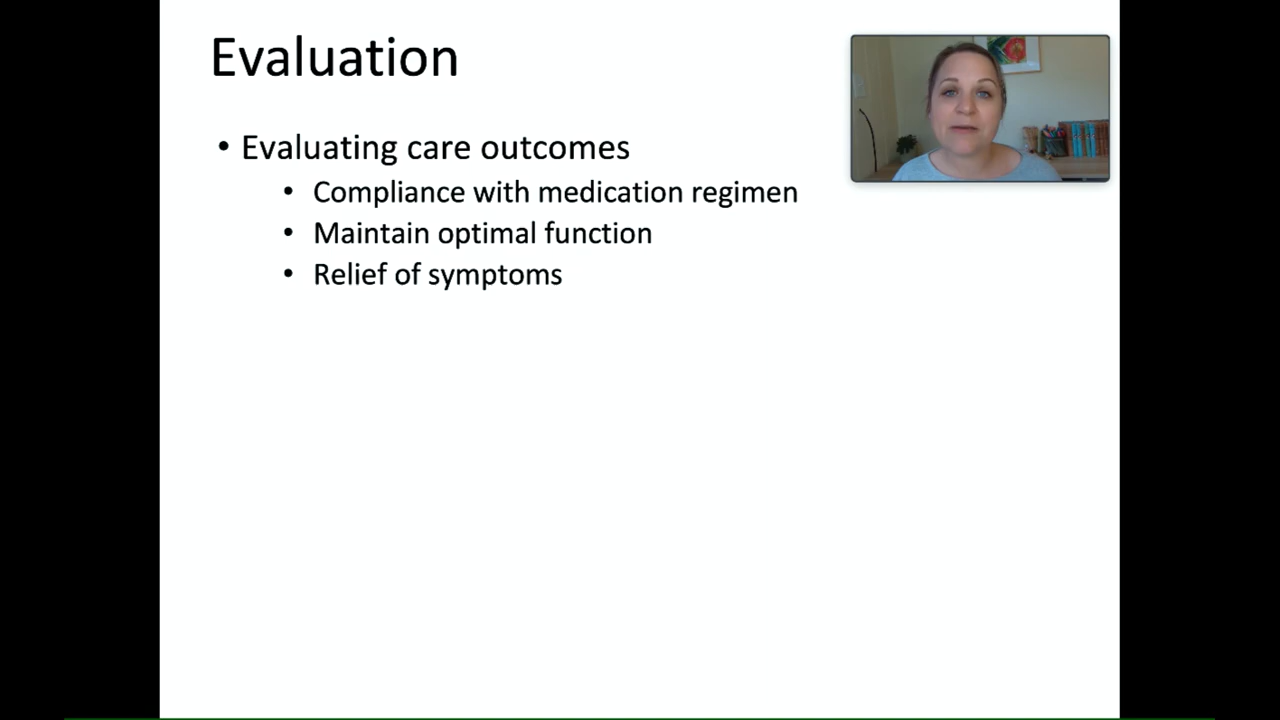 Evaluation
• Evaluating care outcomes
• Compliance with medication regimen
• Maintain optimal function
• Relief of symptoms